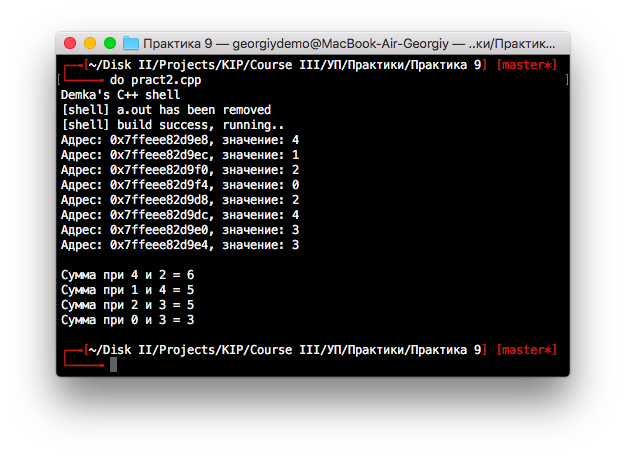 Практика 9 — georgiydemo@MacBook-Air-Georgiy — ..ки/Практик...
[~/Disk II/Projects/KIP/Course III/УП/Практики/Практика 9] [master*]
[ do pract2.cpp ]
Demka's C++ shell
[shell] a.out has been removed
[shell] build success, running..
Адрес: 0x7ffeee82d9e8, значение: 4
Адрес: 0x7ffeee82d9ec, значение: 1
Адрес: 0x7ffeee82d9f0, значение: 2
Адрес: 0x7ffeee82d9f4, значение: 0
Адрес: 0x7ffeee82d9d8, значение: 2
Адрес: 0x7ffeee82d9dc, значение: 4
Адрес: 0x7ffeee82d9e0, значение: 3
Адрес: 0x7ffeee82d9e4, значение: 3
Сумма при 4 и 2 = 6
Сумма при 1 и 4 = 5
Сумма при 2 и 3 = 5
Сумма при 0 и 3 = 3
[~/Disk II/Projects/KIP/Course III/УП/Практики/Практика 9] [master*]